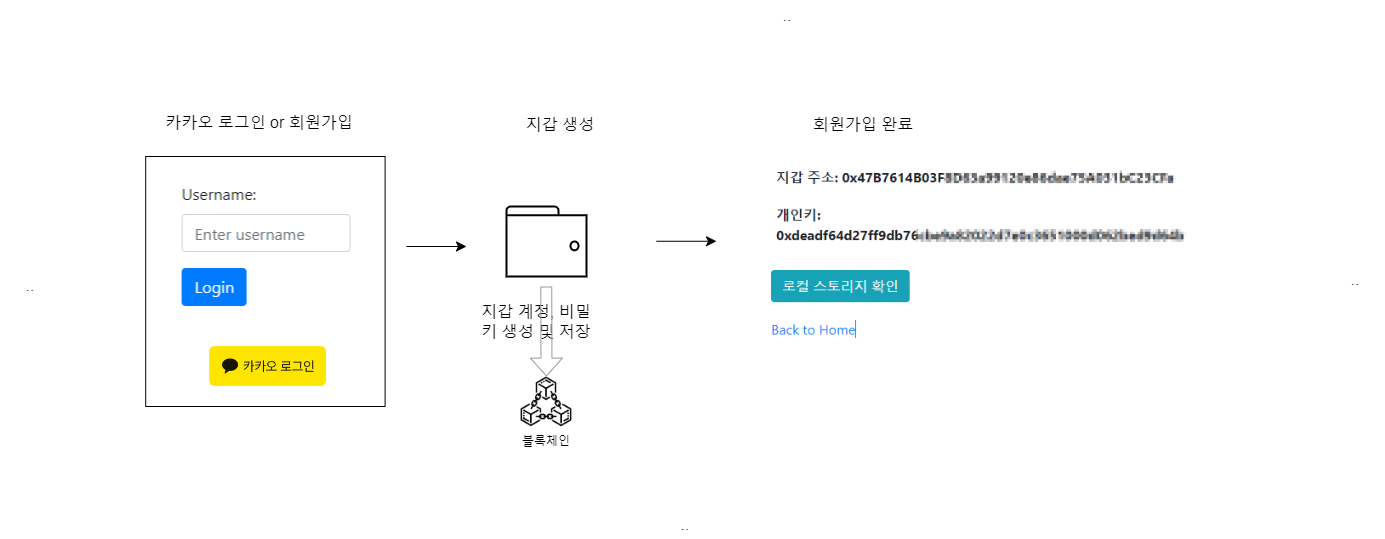 카카오 로그인 or 회원가입
지갑 생성
회원가입 완료
Username:
Enter username
Login
카카오 로그인
지갑 계정, 비밀
키 생성 및 저장
블록체인
지갑 주소: 0x47B7614B03F
개인키:
0xdeadf64d27ff9db76
로컬 스토리지 확인
Back to Home